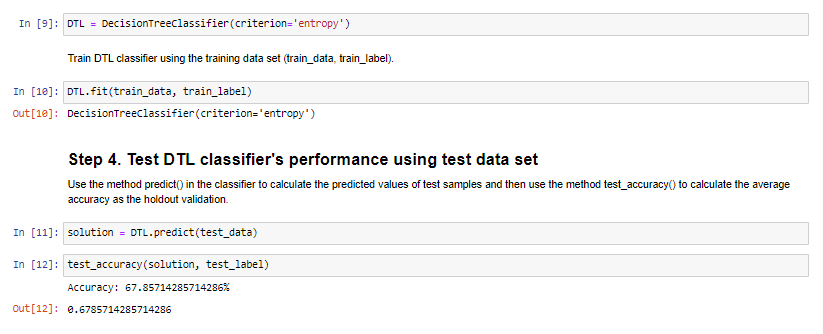 In [9]: DTL = DecisionTreeClassifier(criterion='entropy')
Train DTL classifier using the training data set (train_data, train_label).
In [10]: DTL.fit(train_data, train_label)
Out[10]: DecisionTreeClassifier(criterion='entropy')
Step 4. Test DTL classifier's performance using test data set
Use the method predict() in the classifier to calculate the predicted values of test samples and then use the method test_accuracy() to calculate the average
accuracy as the holdout validation.
In [11]: solution = DTL.predict(test_data)
In [12]: test_accuracy(solution, test_label)
Accuracy: 67.85714285714286%
Out[12]: 0.6785714285714286